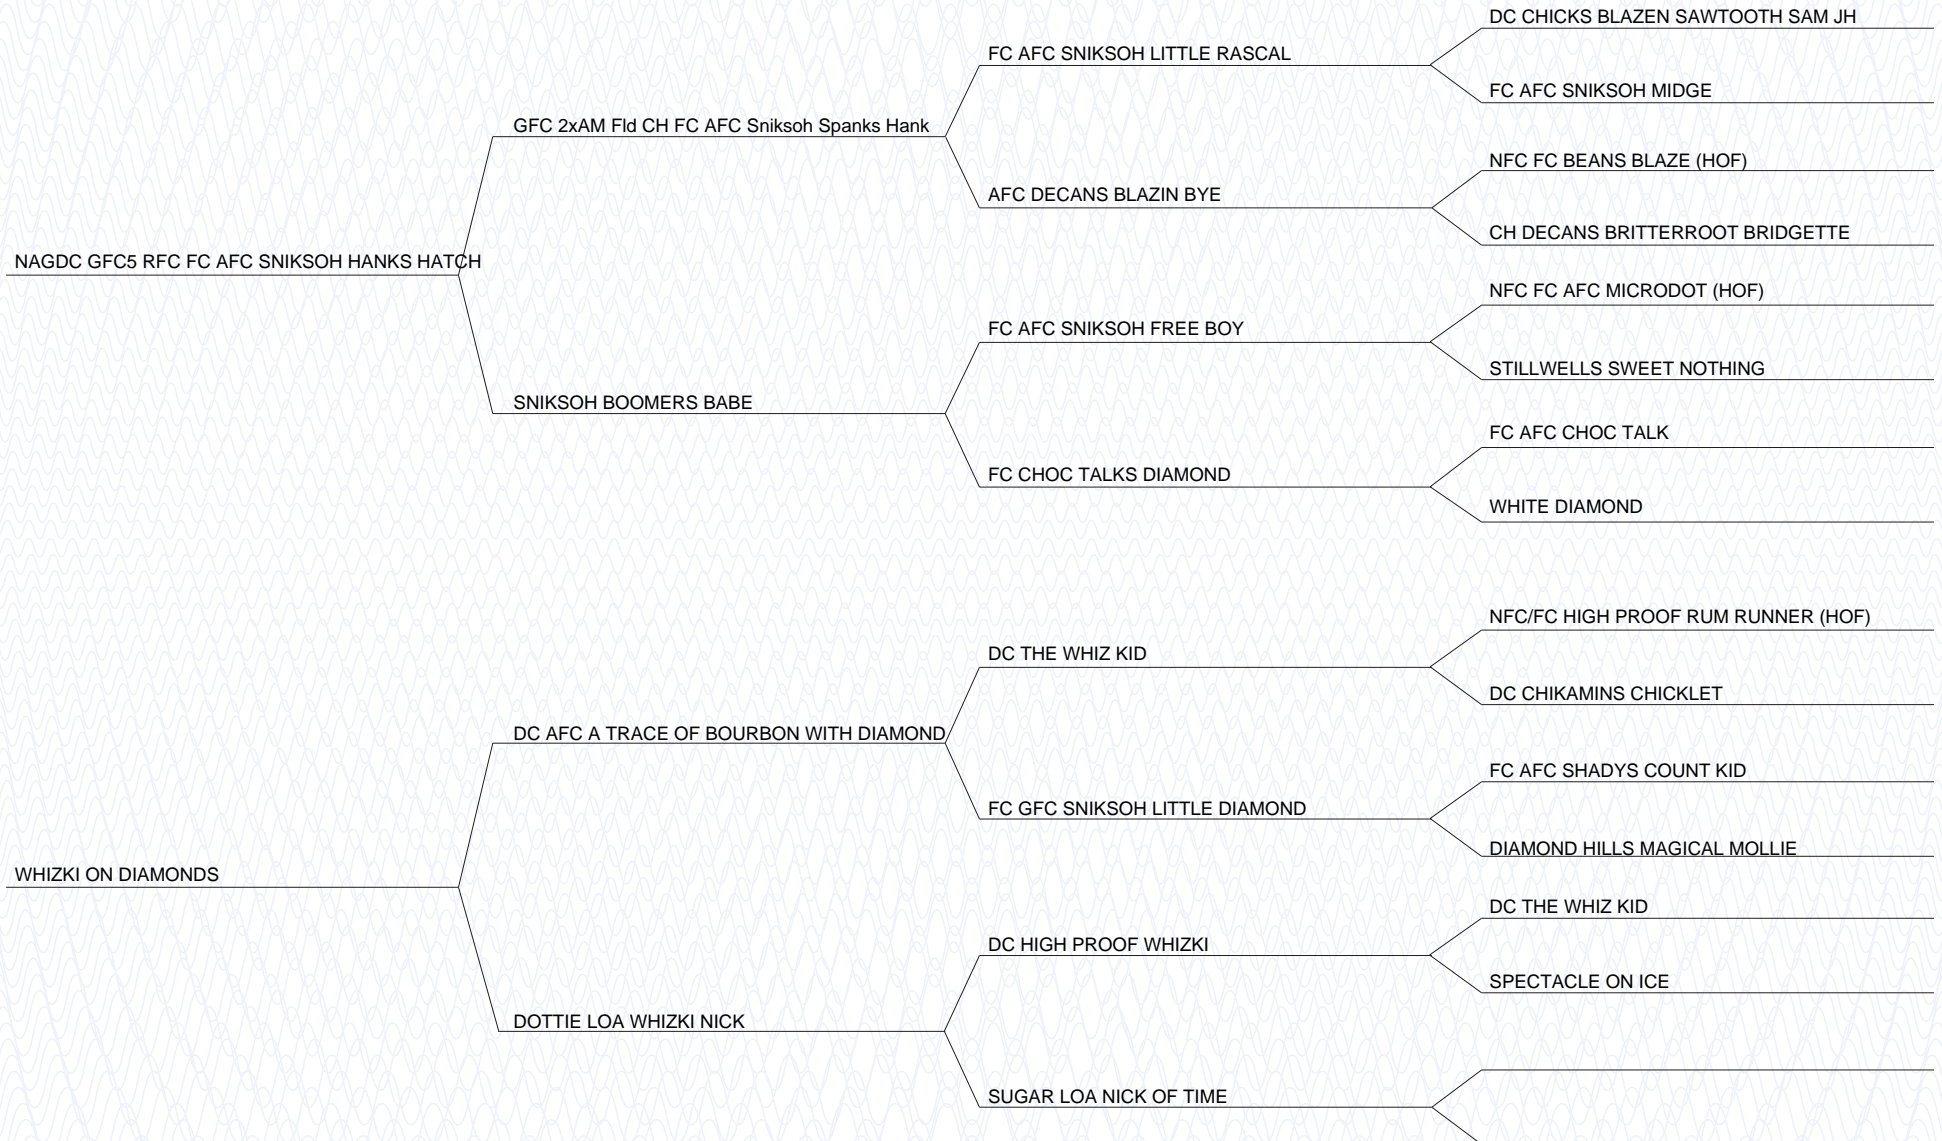 DC CHICKS BLAZEN SAWTOOTH SAM JH
FC AFC SNIKSOH LITTLE RASCAL
FC AFC SNIKSOH MIDGE
GFC 2xAM Fld CH FC AFC Sniksoh Spanks Hank
NFC FC BEANS BLAZE (HOF)
AFC DECANS BLAZIN BYE
CH DECANS BRITTERROOT BRIDGETTE
NAGDC GFC5 RFC FC AFC SNIKSOH HANKS HATCH
NFC FC AFC MICRODOT (HOF)
FC AFC SNIKSOH FREE BOY
STILLWELLS SWEET NOTHING
SNIKSOH BOOMERS BABE
FC AFC CHOC TALK
FC CHOC TALKS DIAMOND
WHITE DIAMOND
NFC/FC HIGH PROOF RUM RUNNER (HOF)
DC THE WHIZ KID
DC CHIKAMINS CHICKLET
DC AFC A TRACE OF BOURBON WITH DIAMOND
FC AFC SHADYS COUNT KID
FC GFC SNIKSOH LITTLE DIAMOND
DIAMOND HILLS MAGICAL MOLLIE
WHIZKI ON DIAMONDS
DC THE WHIZ KID
DC HIGH PROOF WHIZKI
SPECTACLE ON ICE
DOTTIE LOA WHIZKI NICK
SUGAR LOA NICK OF TIME